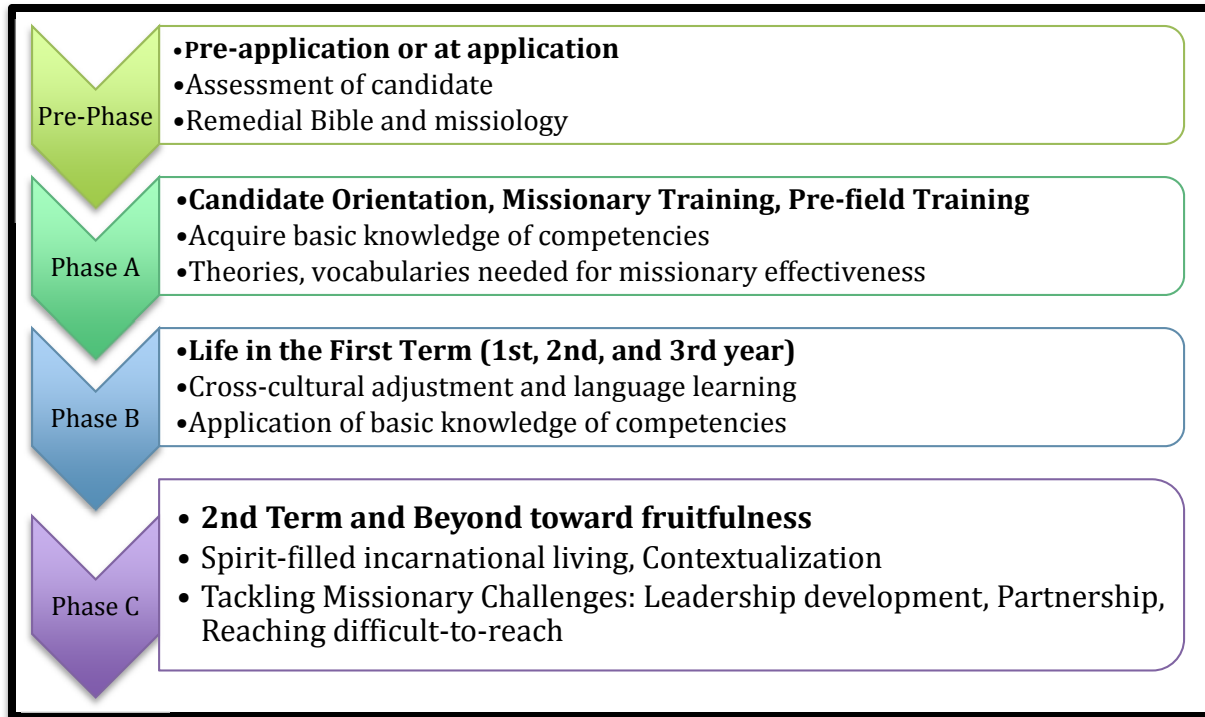 Pre-Phase
•Pre-application or at application
•Assessment of candidate
•Remedial Bible and missiology
Phase A
•Candidate Orientation, Missionary Training, Pre-field Training
•Acquire basic knowledge of competencies
•Theories, vocabularies needed for missionary effectiveness
Phase B
•Life in the First Term (1st, 2nd, and 3rd year)
•Cross-cultural adjustment and language learning
•Application of basic knowledge of competencies
Phase C
• 2nd Term and Beyond toward fruitfulness
• Spirit-filled incarnational living, Contextualization
• Tackling Missionary Challenges: Leadership development, Partnership,
Reaching difficult-to-reach